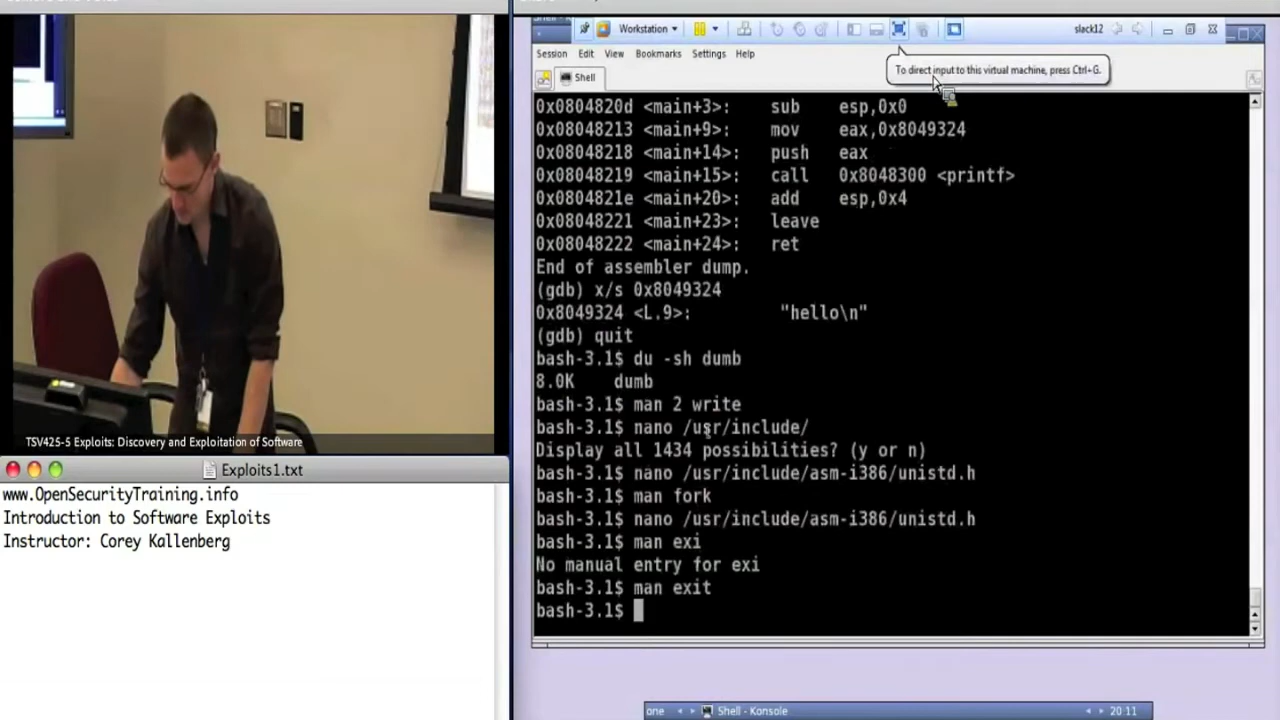 Workstation
slack12
Session Edit View Bookmarks Settings Help
To direct input to this virtual machine, press Ctrl+G.
Shell
0x0804820d <main+3>: sub esp,0x0
0x08048213 <main+9>: mov eax,0x8049324
0x08048218 <main+14>: push eax
0x08048219 <main+15>: call 0x8048300 <printf>
0x0804821e <main+20>: add esp,0x4
0x08048221 <main+23>: leave
0x08048222 <main+24>: ret
End of assembler dump.
(gdb) x/s 0x8049324
0x8049324 <L.9>: "hello\n"
(gdb) quit
bash-3.1$ du -sh dumb
8.0K dumb
bash-3.1$ man 2 write
bash-3.1$ nano /usr/include/
Display all 1434 possibilities? (y or n)
bash-3.1$ nano /usr/include/asm-i386/unistd.h
bash-3.1$ man fork
bash-3.1$ nano /usr/include/asm-i386/unistd.h
bash-3.1$ man exi
No manual entry for exi
bash-3.1$ man exit
bash-3.1$
one
Shell - Konsole
20:11
TSV425-5 Exploits: Discovery and Exploitation of Software
Exploits1.txt
www.OpenSecurityTraining.info
Introduction to Software Exploits
Instructor: Corey Kallenberg